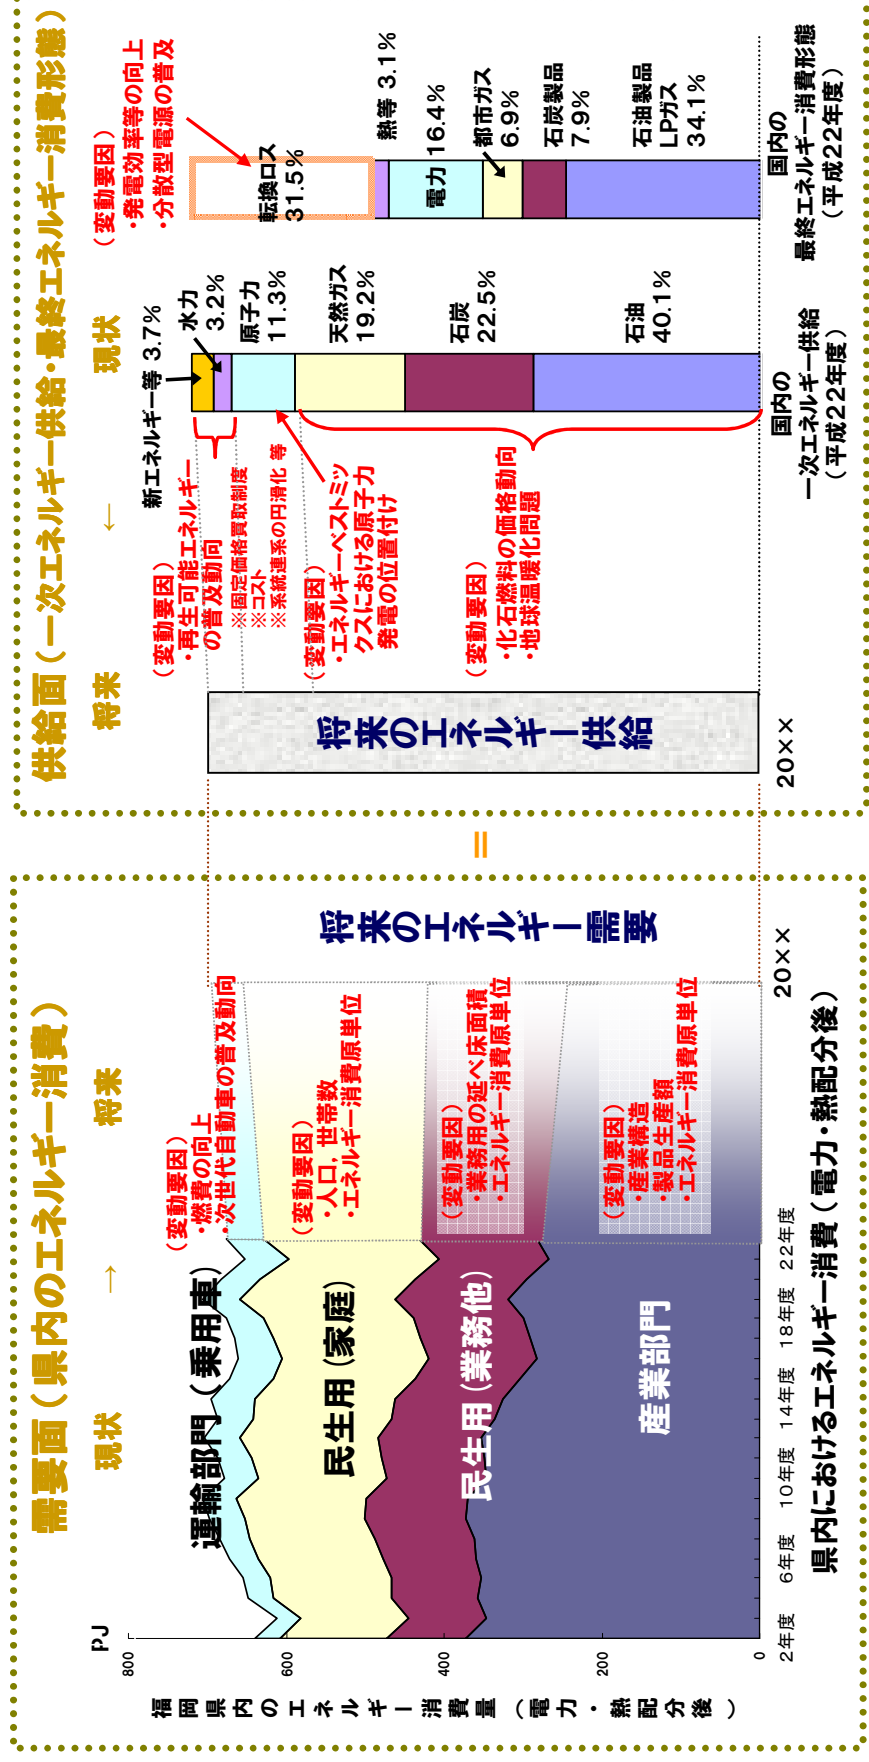 需要面(県内のエネルギー消費)
現状 → 将来
PJ
800
600
400
200
0
福岡県内のエネルギー消費量(電力・熱配分後)
運輸部門(乗用車)
民生用(家庭)
民生用(業務他)
産業部門
(変動要因)
・燃費の向上
・次世代自動車の普及動向
(変動要因)
・人口,世帯数
・エネルギー消費原単位
(変動要因)
・業務用の延べ床面積
・エネルギー消費原単位
(変動要因)
・産業構造
・製品生産額
・エネルギー消費原単位
2年度 6年度 10年度 14年度 18年度 22年度
20××
将来のエネルギー需要
県内におけるエネルギー消費(電力・熱配分後)
=
供給面(一次エネルギー供給・最終エネルギー消費形態)
将来 ← 現状
将来のエネルギー供給
20××
(変動要因)
・再生可能エネルギー
の普及動向
※固定価格買取制度
※コスト
※系統連系の円滑化 等
(変動要因)
・エネルギーベストミッ
クスにおける原子力
発電の位置付け
(変動要因)
・化石燃料の価格動向
・地球温暖化問題
新エネルギー等 3.7%
水力
3.2%
原子力
11.3%
天然ガス
19.2%
石炭
22.5%
石油
40.1%
国内の
一次エネルギー供給
(平成22年度)
(変動要因)
・発電効率等の向上
・分散型電源の普及
転換ロス
31.5%
熱等 3.1%
電力 16.4%
都市ガス
6.9%
石炭製品
7.9%
石油製品
LPガス
34.1%
国内の
最終エネルギー消費形態
(平成22年度)